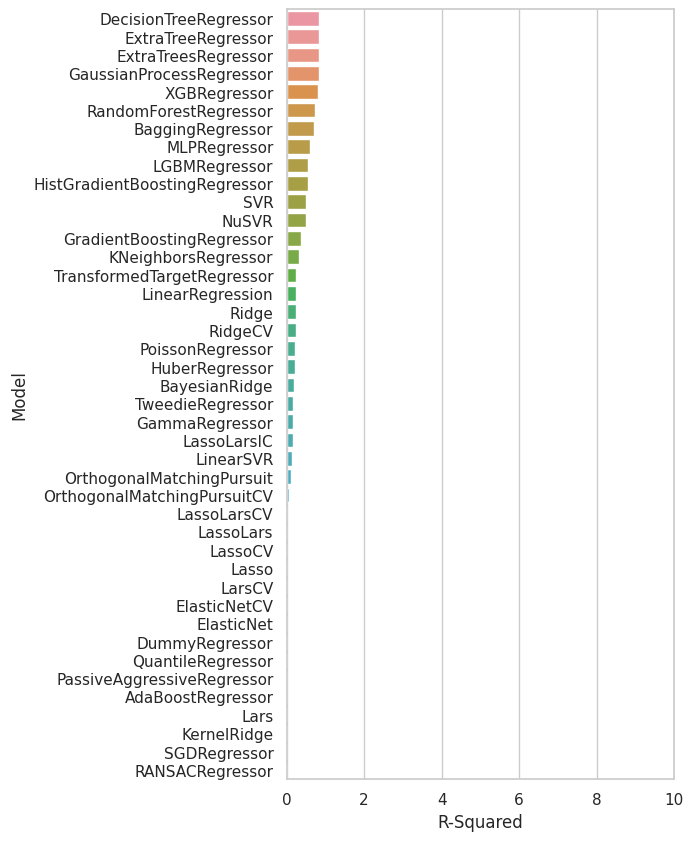 DecisionTreeRegressor
ExtraTreeRegressor
ExtraTreesRegressor
GaussianProcessRegressor
XGBRegressor
RandomForestRegressor
BaggingRegressor
MLPRegressor
LGBMRegressor
HistGradientBoostingRegressor
SVR
NuSVR
GradientBoostingRegressor
KNeighborsRegressor
TransformedTargetRegressor
LinearRegression
Ridge
RidgeCV
PoissonRegressor
HuberRegressor
BayesianRidge
TweedieRegressor
GammaRegressor
LassoLarsIC
LinearSVR
OrthogonalMatchingPursuit
OrthogonalMatchingPursuitCV
LassoLarsCV
LassoLars
LassoCV
Lasso
LarsCV
ElasticNetCV
ElasticNet
DummyRegressor
QuantileRegressor
PassiveAggressiveRegressor
AdaBoostRegressor
Lars
KernelRidge
SGDRegressor
RANSACRegressor
Model
0 2 4 6 8 10
R-Squared